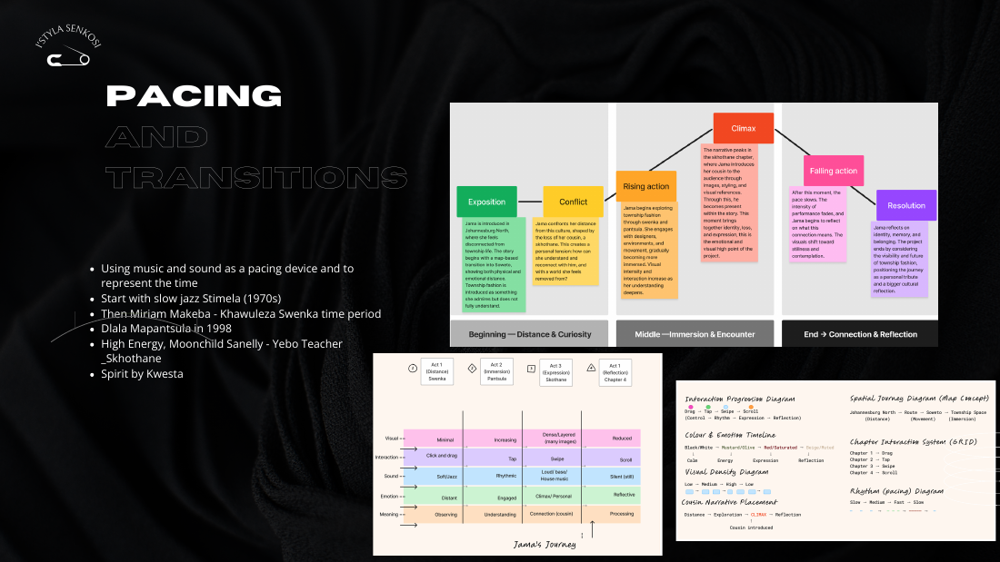 I'STYLA SENKOSI
PACING
AND
TRANSITIONS
Using music and sound as a pacing device and to
represent the time
Start with slow jazz Stimela (1970s)
Then Miriam Makeba - Khawuleza Swenka time period
Dlala Mapantsula in 1998
High Energy, Moonchild Sanelly - Yebo Teacher
_Skhothane
Spirit by Kwesta
Exposition
Jama is introduced in
Johannesburg North,
where she feels
disconnected from
township life. The story
begins with a map-based
transition into Soweto,
showing both physical and
emotional distance.
Township fashion is
introduced as something
she admires but does not
fully understand.
Conflict
Jama confronts her distance
from this culture, shaped by
the loss of her cousin, a
skhothane. This creates a
personal tension: how can
she understand and
reconnect with him, and
with a world she feels
removed from?
Rising action
Jama begins exploring
township fashion
through swenka and
pantsula. She engages
with designers,
environments, and
movement, gradually
becoming more
immersed. Visual
intensity and
interaction increase as
her understanding
deepens.
Climax
The narrative peaks in
the skhothane chapter,
where Jama introduces
her cousin to the
audience through
images, styling, and
visual references.
Through this, he
becomes present
within the story. This
moment brings
together identity, loss,
and expression; this is
the emotional and
visual high point of the
project.
Falling action
After this moment, the
pace slows. The
intensity of
performance fades, and
Jama begins to reflect
on what this
connection means. The
visuals shift toward
stillness and
contemplation.
Resolution
Jama reflects on
identity, memory, and
belonging. The project
ends by considering
the visibility and future
of township fashion,
positioning the journey
as a personal tribute
and a bigger cultural
reflection.
Beginning — Distance & Curiosity
Middle —Immersion & Encounter
End → Connection & Reflection
1
Act 1
(Distance)
Swenka
2
Act 2
(Immersion)
Pantsula
3
Act 3
(Expression)
Skothane
4
Act 1
(Reflection)
Chapter 4
Visual
Minimal
Increasing
Dense/Layered
(many images)
Reduced
Interaction
Click and drag
Tap
Swipe
Scroll
Sound
Soft/Jazz
Rhythmic
Loud/ base/
House music
Silent (still)
Emotion
Distant
Engaged
Climax/ Personal
Reflective
Meaning
Observing
Understanding
Connection (cousin)
Processing
Jama's Journey
Interaction Progression Diagram
Drag → Tap → Swipe → Scroll
(Control → Rhythm → Expression → Reflection)
Colour & Emotion Timeline
Black/White → Mustard/Olive → Red/Saturated → Beige/Muted
↓ ↓ ↓ ↓
Calm Energy Expression Reflection
Visual Density Diagram
Low → Medium → High → Low
Cousin Narrative Placement
Distance → Exploration → CLIMAX → Reflection
↑
Cousin introduced
Spatial Journey Diagram (Map Concept)
Johannesburg North → Route → Soweto → Township Space
(Distance) (Movement) (Immersion)
Chapter Interaction System (GRID)
Chapter 1 → Drag
Chapter 2 → Tap
Chapter 3 → Swipe
Chapter 4 → Scroll
Rhythm (pacing) Diagram
Slow → Medium → Fast → Slow